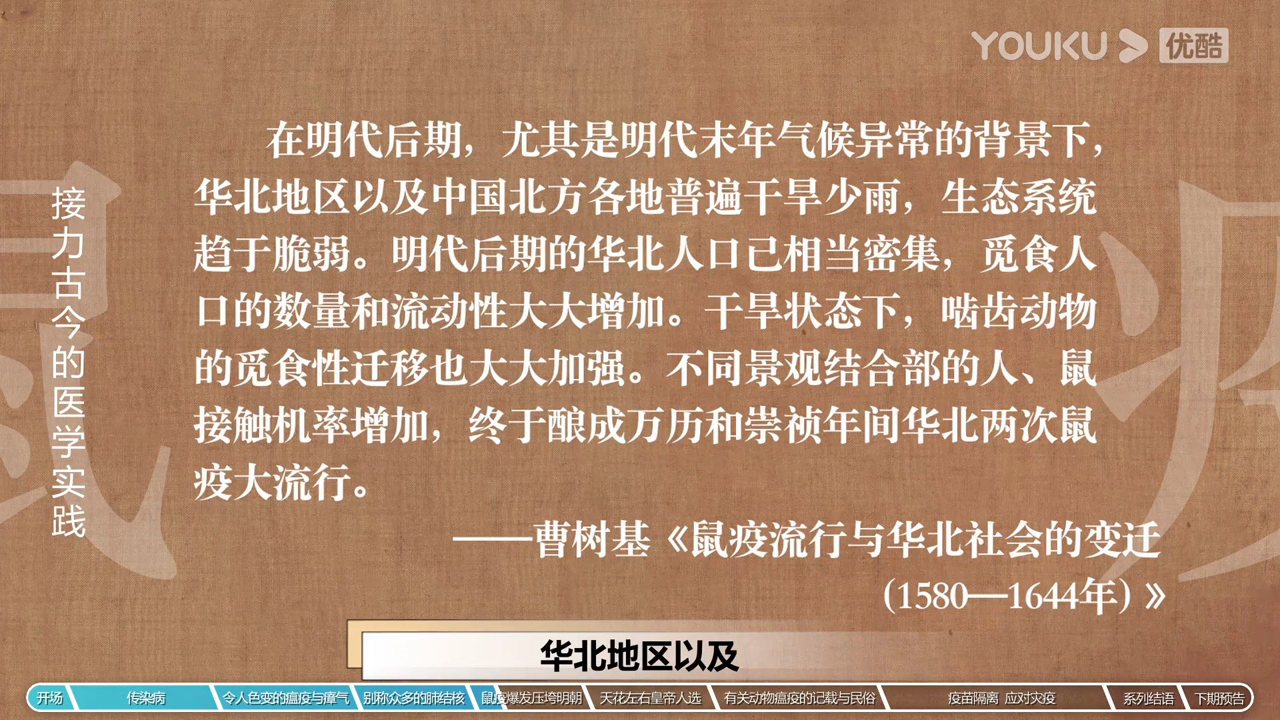 YOUKU 优酷
在明代后期，尤其是明代末年气候异常的背景下，
华北地区以及中国北方各地普遍干旱少雨，生态系统
趋于脆弱。明代后期的华北人口已相当密集，觅食人
口的数量和流动性大大增加。干旱状态下，啮齿动物
的觅食性迁移也大大加强。不同景观结合部的人、鼠
接触机率增加，终于酿成万历和崇祯年间华北两次鼠
疫大流行。
——曹树基《鼠疫流行与华北社会的变迁
(1580—1644年)》
接力古今的医学实践
鼠
疫
华北地区以及
开场 传染病 令人色变的瘟疫与瘴气 别称众多的肺结核 鼠疫爆发压垮明朝 天花左右皇帝人选 有关动物瘟疫的记载与民俗 疫苗隔离 应对灾疫 系列结语 下期预告